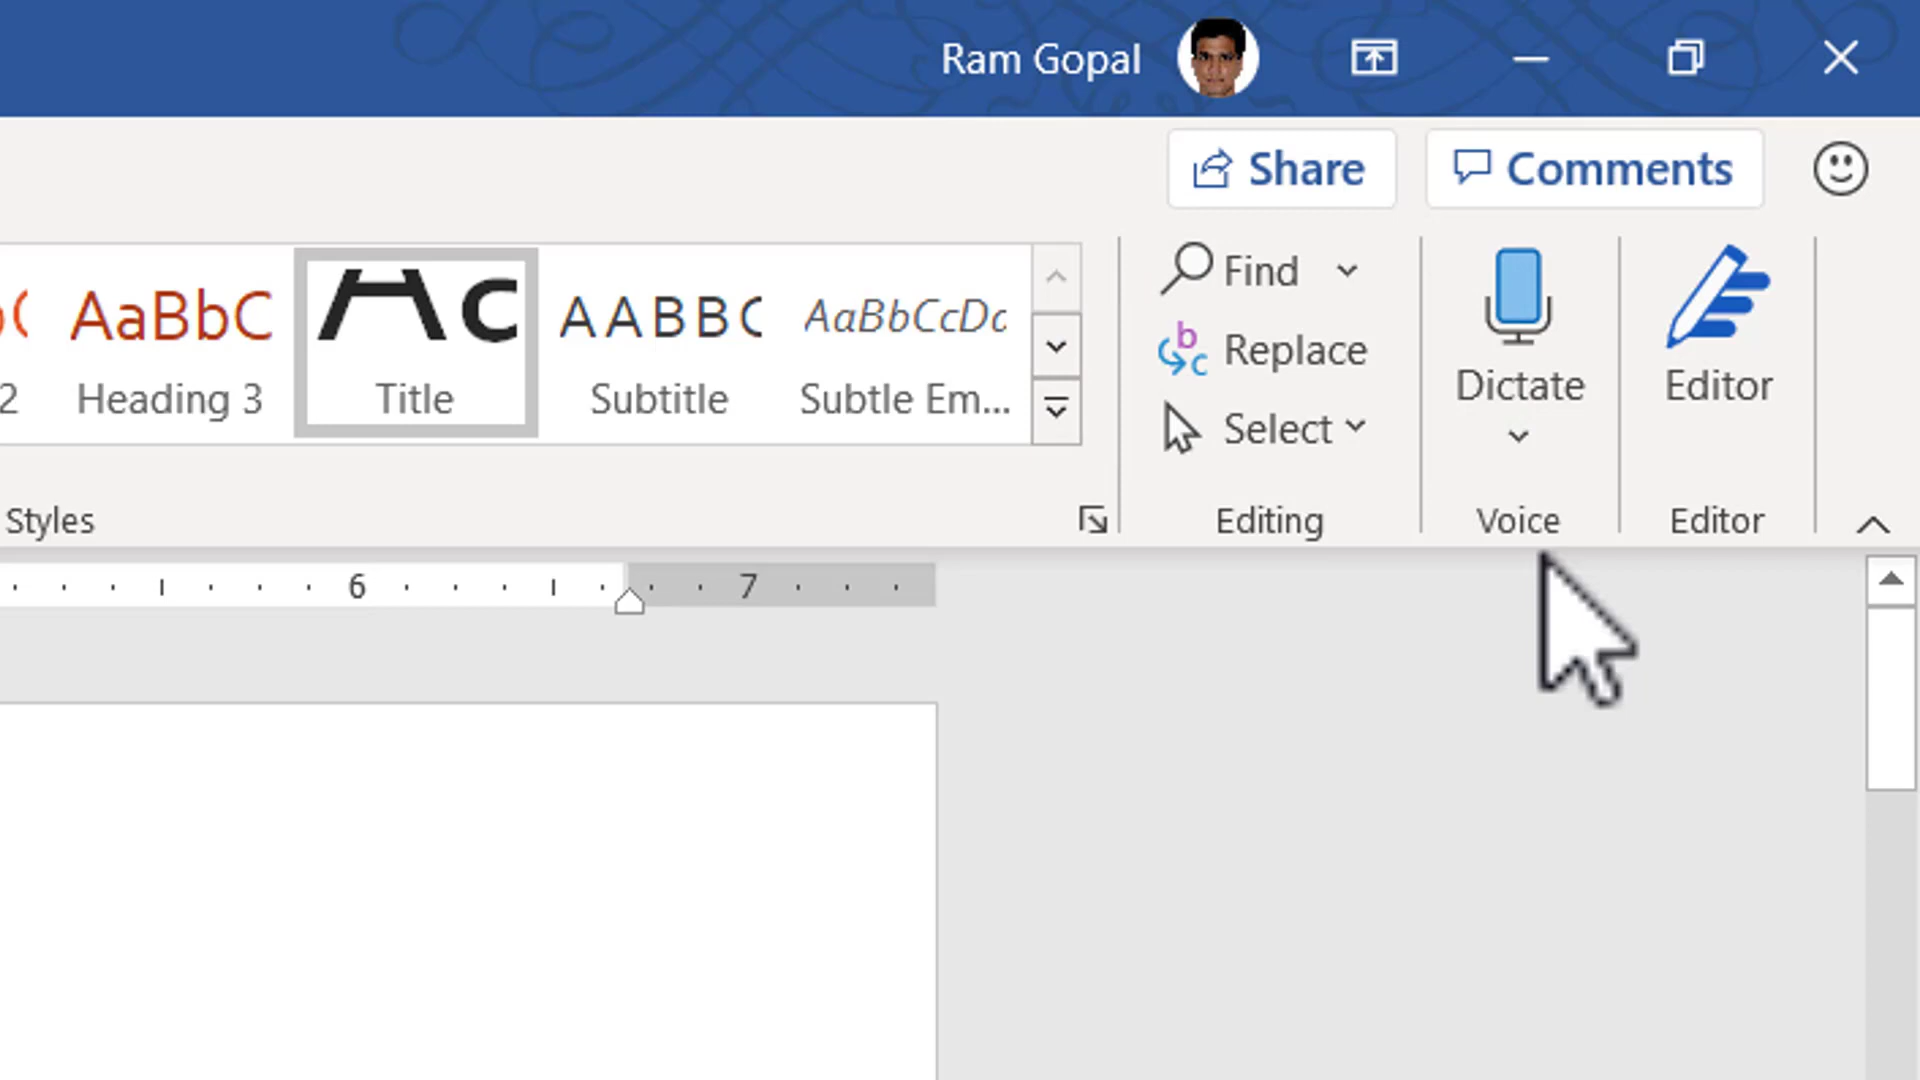 Ram Gopal
Share
Comments
AaBbC
AABBC
AaBbCcDc
2
Heading 3
Title
Subtitle
Subtle Em...
Find
Replace
Select
Dictate
Editor
Styles
Editing
Voice
Editor
6
7